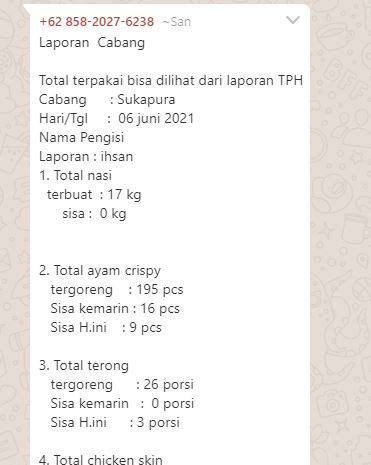 +62 858-2027-6238 ~San
Laporan Cabang
Total terpakai bisa dilihat dari laporan TPH
Cabang : Sukapura
Hari/Tgl : 06 juni 2021
Nama Pengisi
Laporan : ihsan
1. Total nasi
terbuat : 17 kg
sisa : 0 kg
2. Total ayam crispy
tergoreng : 195 pcs
Sisa kemarin : 16 pcs
Sisa H.ini : 9 pcs
3. Total terong
tergoreng : 26 porsi
Sisa kemarin : 0 porsi
Sisa H.ini : 3 porsi
4. Total chicken skin